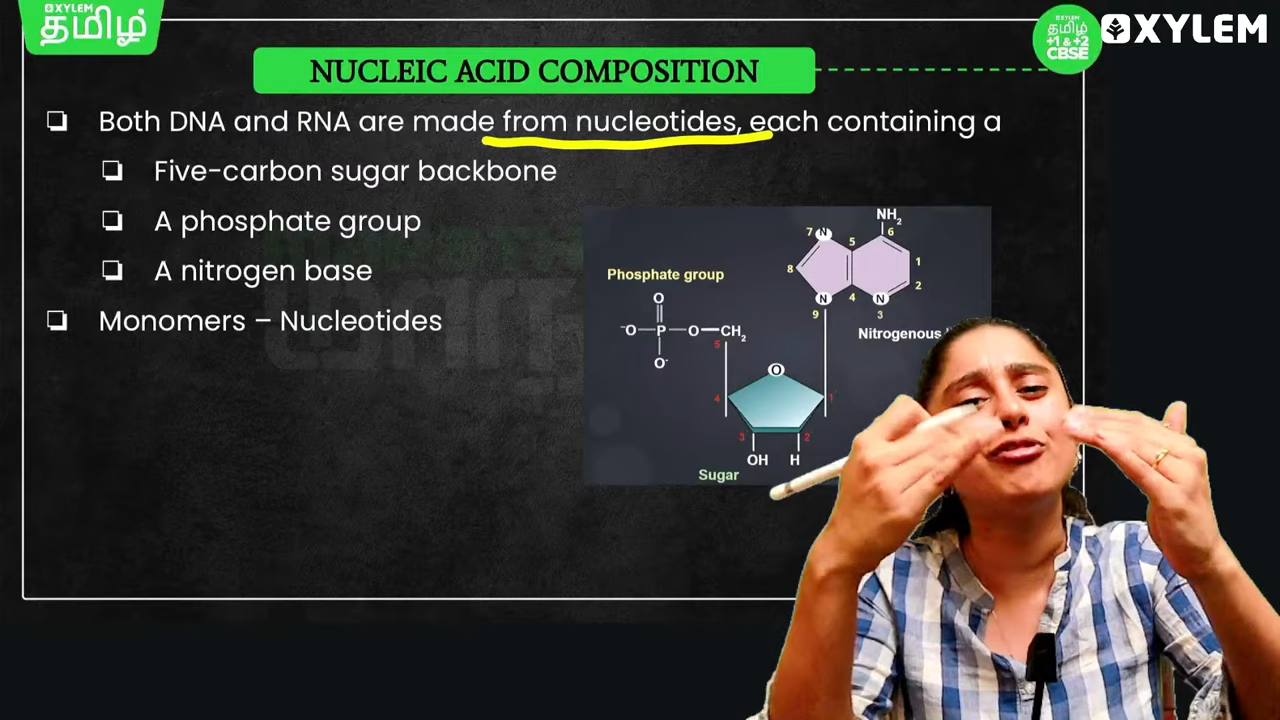 XYLEM
தமிழ்
XYLEM
தமிழ்
+1 & +2
CBSE
XYLEM
NUCLEIC ACID COMPOSITION
Both DNA and RNA are made from nucleotides, each containing a
Five-carbon sugar backbone
A phosphate group
A nitrogen base
Monomers – Nucleotides
NH2
7 N 5 6
8 1
2
N 4 N
9 3
Phosphate group
Nitrogenous
O
-O P O CH2
5
O-
O
4 1
3 2
OH H
Sugar